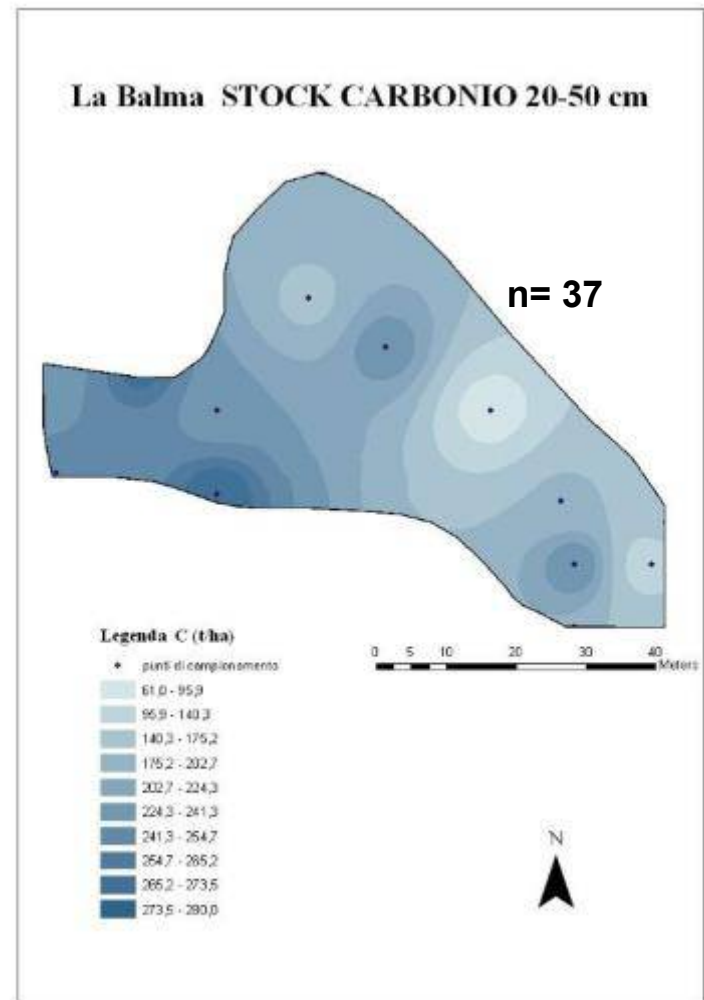 La Balma STOCK CARBONIO 20-50 cm
n= 37
Legenda C (t/ha)
punti di campionamento
61,0 - 95,9
95,9 - 140,3
140,3 - 175,2
175,2 - 202,7
202,7 - 224,3
224,3 - 241,3
241,3 - 254,7
254,7 - 265,2
265,2 - 273,5
273,5 - 280,0
0 5 10 20 30 40
Meters
N